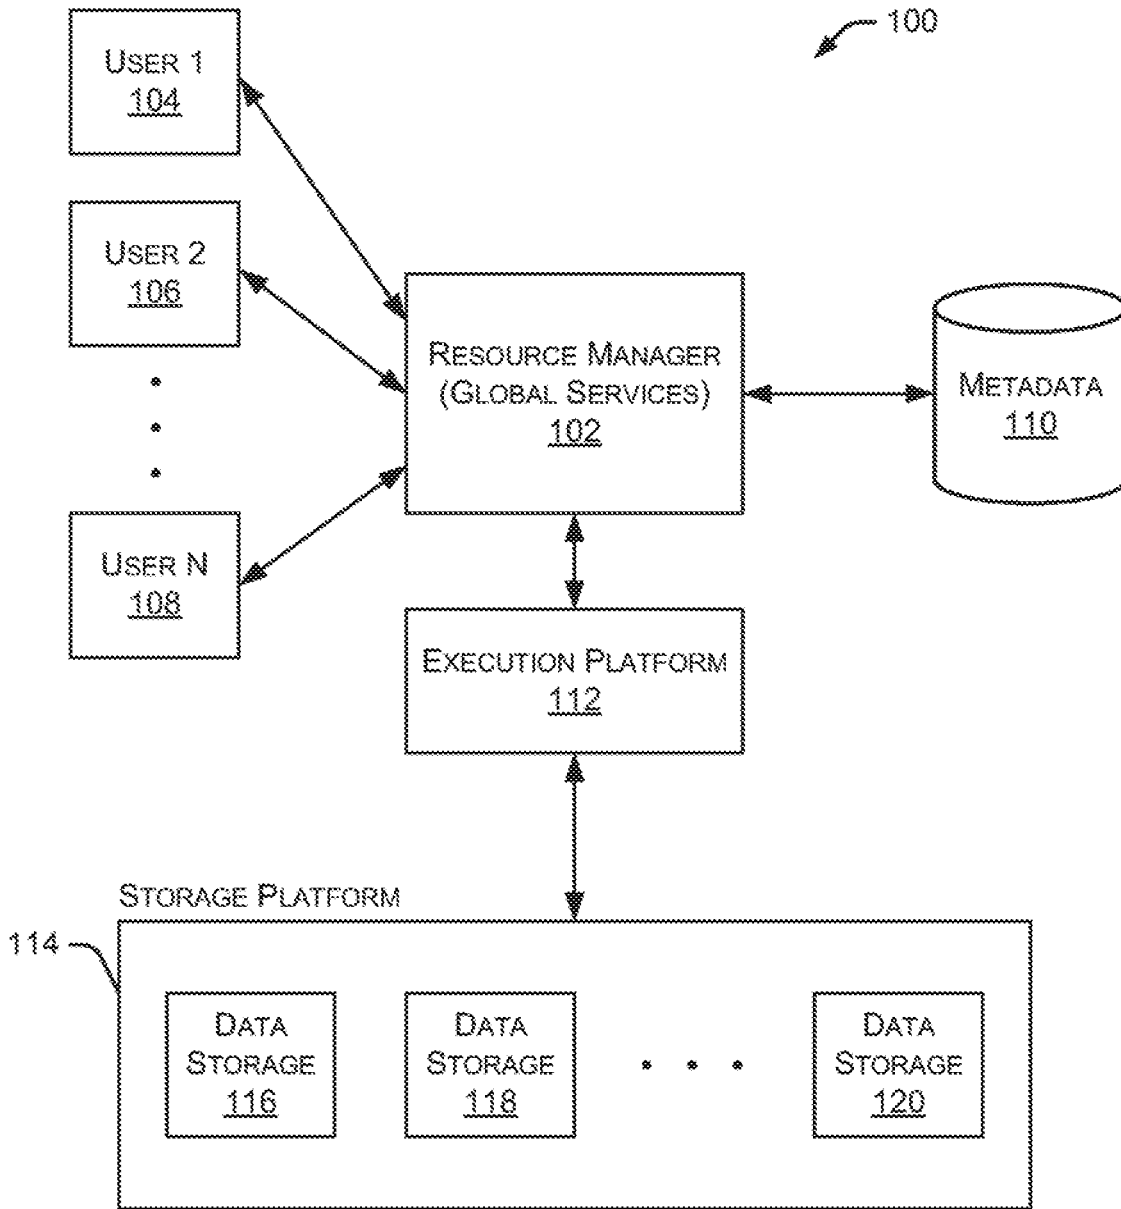 100
USER 1
104
USER 2
106
USER N
108
RESOURCE MANAGER
(GLOBAL SERVICES)
102
METADATA
110
EXECUTION PLATFORM
112
STORAGE PLATFORM
114
DATA
STORAGE
116
DATA
STORAGE
118
DATA
STORAGE
120